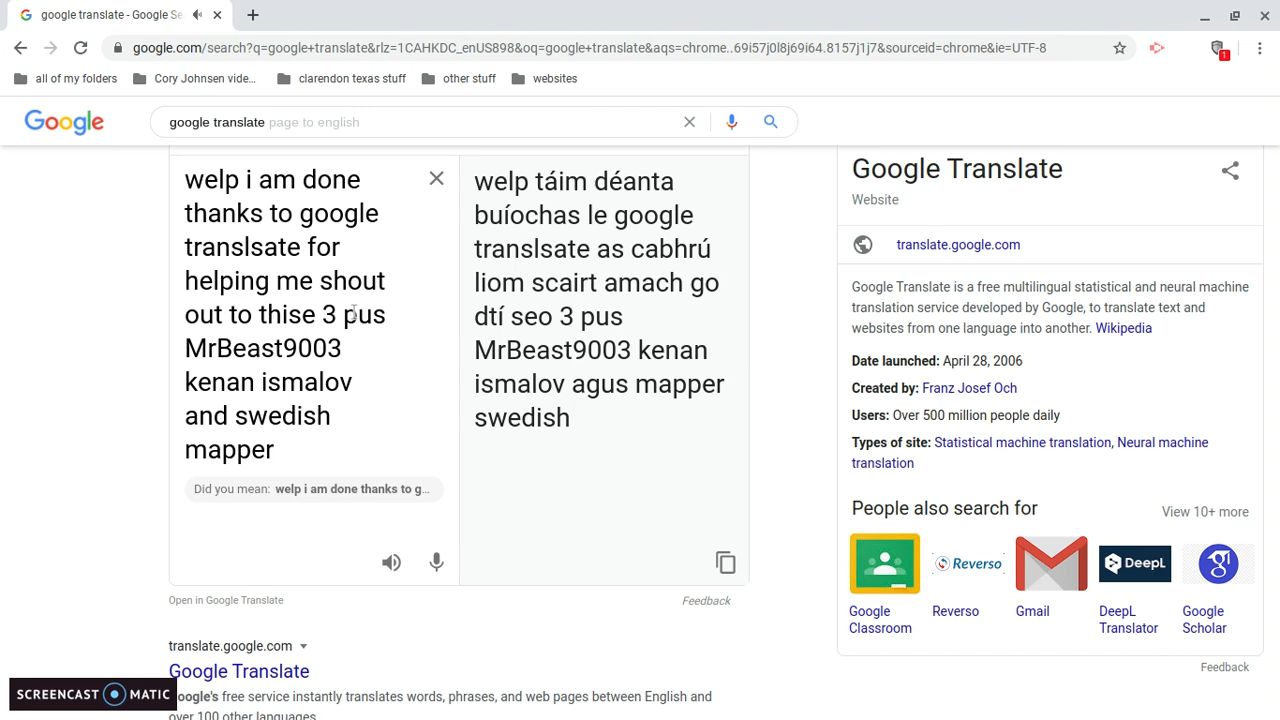 google translate - Google Se
google.com/search?q=google+translate&rlz=1CAHKDC_enUS898&oq=google+translate&aqs=chrome..69i57j0l8j69i64.8157j1j7&sourceid=chrome&ie=UTF-8
1
all of my folders
Cory Johnsen vide...
clarendon texas stuff
other stuff
websites
Google
google translate page to english
welp i am done
thanks to google
translsate for
helping me shout
out to thise 3 pus
MrBeast9003
kenan ismalov
and swedish
mapper
Did you mean: welp i am done thanks to g...
welp táim déanta
buíochas le google
translsate as cabhrú
liom scairt amach go
dtí seo 3 pus
MrBeast9003 kenan
ismalov agus mapper
swedish
Open in Google Translate
Feedback
translate.google.com
Google Translate
Google's free service instantly translates words, phrases, and web pages between English and
over 100 other languages.
Google Translate
Website
translate.google.com
Google Translate is a free multilingual statistical and neural machine
translation service developed by Google, to translate text and
websites from one language into another. Wikipedia
Date launched: April 28, 2006
Created by: Franz Josef Och
Users: Over 500 million people daily
Types of site: Statistical machine translation, Neural machine
translation
People also search for
View 10+ more
Reverso
DeepL
Google
Classroom
Reverso
Gmail
DeepL
Translator
Google
Scholar
Feedback
SCREENCAST MATIC